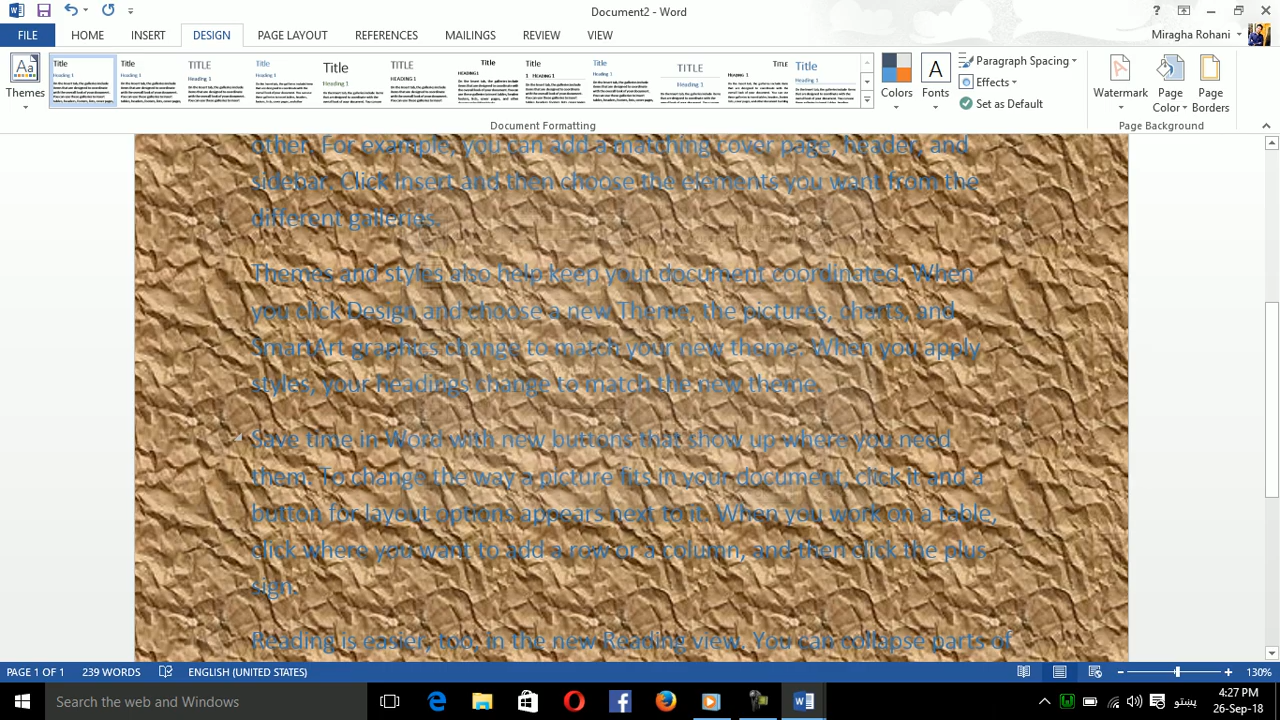 Document2 - Word
FILE HOME INSERT DESIGN PAGE LAYOUT REFERENCES MAILINGS REVIEW VIEW
Miragha Rohani
Themes
Colors
Fonts
Paragraph Spacing
Effects
Set as Default
Watermark
Page Color
Page Borders
Document Formatting
Page Background
other. For example, you can add a matching cover page, header, and
sidebar. Click Insert and then choose the elements you want from the
different galleries.
Themes and styles also help keep your document coordinated. When
you click Design and choose a new Theme, the pictures, charts, and
SmartArt graphics change to match your new theme. When you apply
styles, your headings change to match the new theme.
Save time in Word with new buttons that show up where you need
them. To change the way a picture fits in your document, click it and a
button for layout options appears next to it. When you work on a table,
click where you want to add a row or a column, and then click the plus
sign.
Reading is easier, too, in the new Reading view. You can collapse parts of
PAGE 1 OF 1 239 WORDS ENGLISH (UNITED STATES) 130%
Search the web and Windows
پښتو
4:27 PM
26-Sep-18